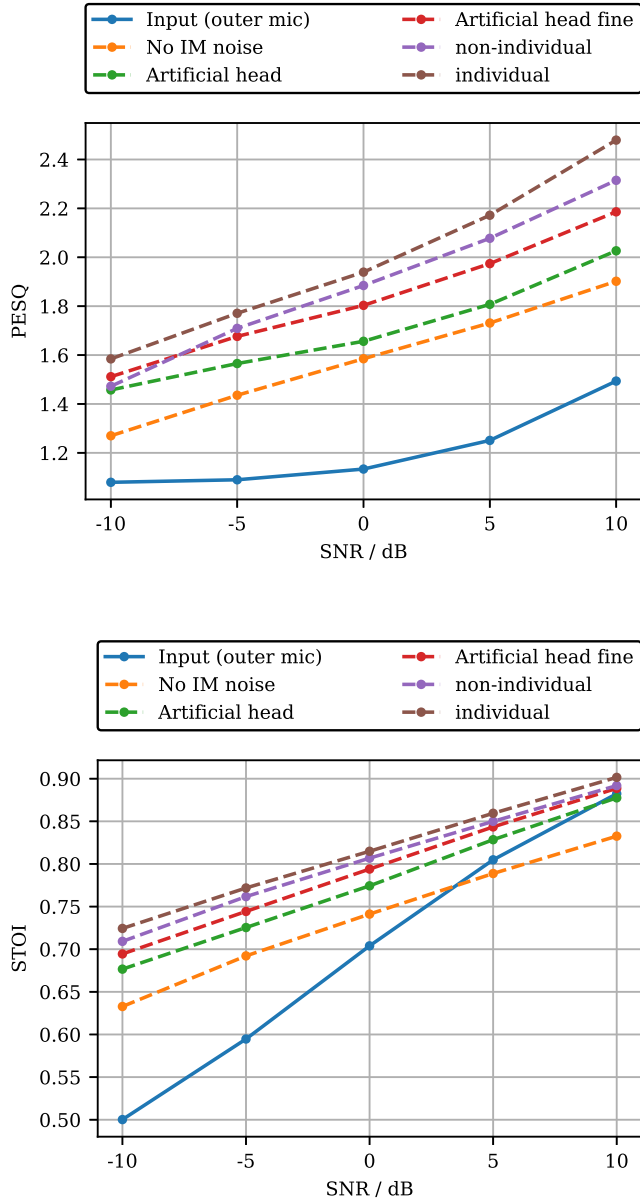 Input (outer mic) Artificial head fine
No IM noise non-individual
Artificial head individual
2.4
2.2
2.0
1.8
1.6
1.4
1.2
PESQ
-10 -5 0 5 10
SNR / dB
Input (outer mic) Artificial head fine
No IM noise non-individual
Artificial head individual
0.90
0.85
0.80
0.75
0.70
0.65
0.60
0.55
0.50
STOI
-10 -5 0 5 10
SNR / dB